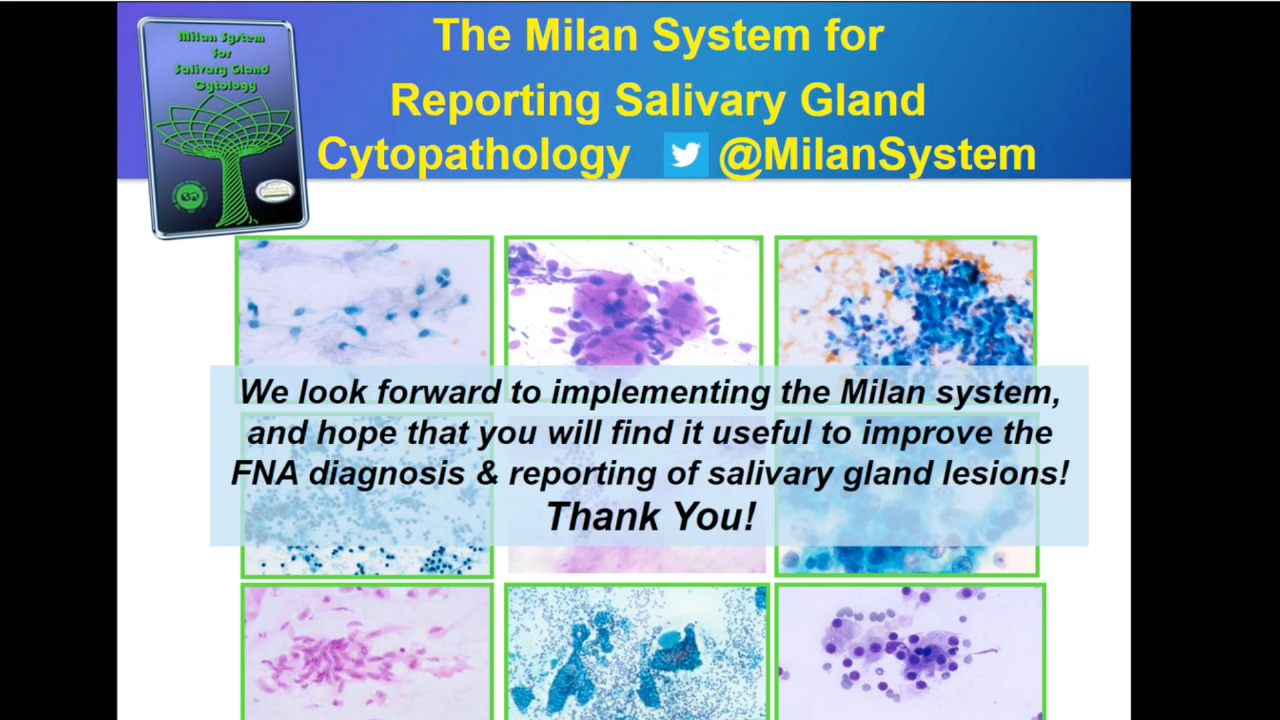 Milan System
for
Salivary Gland
Cytology
The Milan System for
Reporting Salivary Gland
Cytopathology @MilanSystem
We look forward to implementing the Milan system,
and hope that you will find it useful to improve the
FNA diagnosis & reporting of salivary gland lesions!
Thank You!